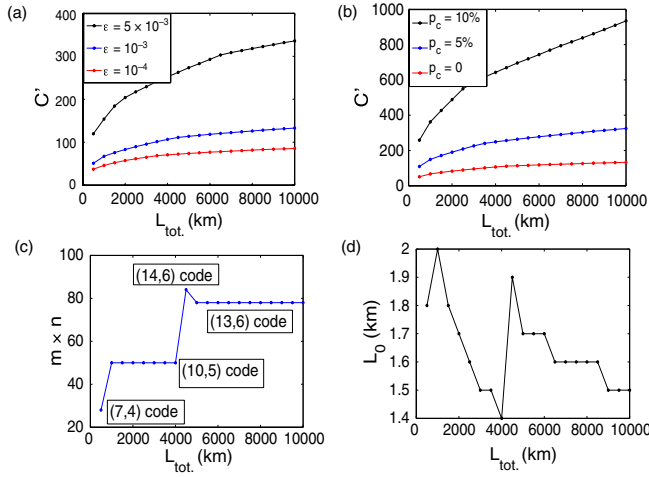 (a)
400
300
200
100
0
C'
ε = 5 × 10⁻³
ε = 10⁻³
ε = 10⁻⁴
0 2000 4000 6000 8000 10000
L_tot. (km)
(b)
1000
800
600
400
200
0
C'
p_c = 10%
p_c = 5%
p_c = 0
0 2000 4000 6000 8000 10000
L_tot. (km)
(c)
100
80
60
40
20
m × n
(14,6) code
(13,6) code
(10,5) code
(7,4) code
0 2000 4000 6000 8000 10000
L_tot. (km)
(d)
2
1.9
1.8
1.7
1.6
1.5
1.4
L_0 (km)
0 2000 4000 6000 8000 10000
L_tot. (km)